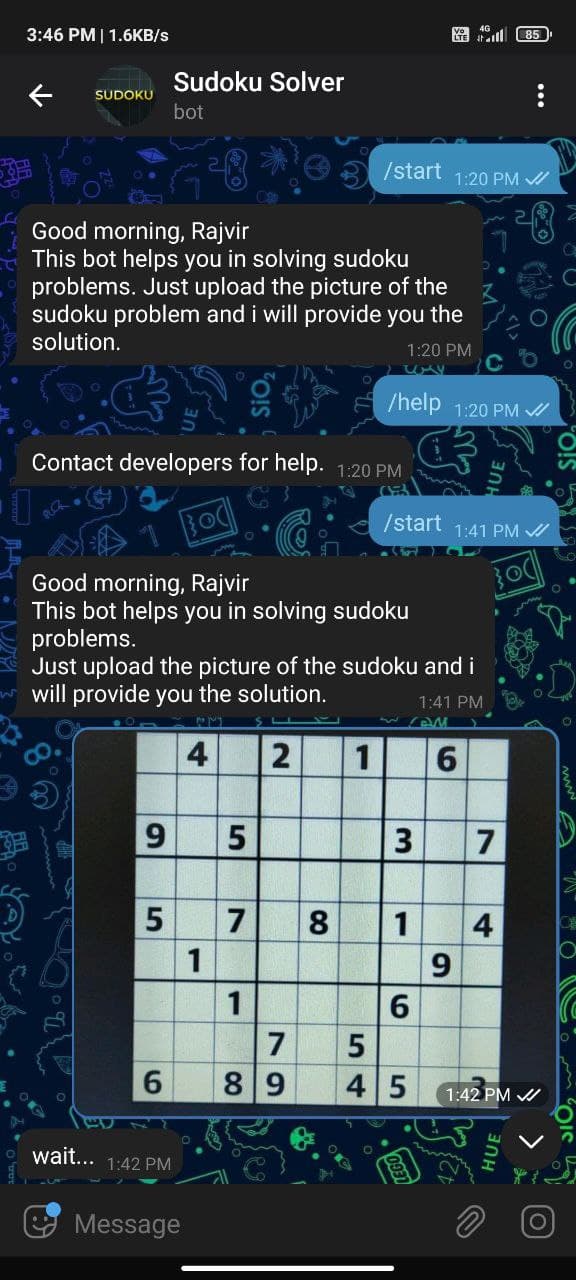 3:46 PM | 1.6KB/s
Vo LTE 4G 85
SUDOKU
Sudoku Solver
bot
/start 1:20 PM
Good morning, Rajvir
This bot helps you in solving sudoku
problems. Just upload the picture of the
sudoku problem and i will provide you the
solution.
1:20 PM
/help 1:20 PM
Contact developers for help. 1:20 PM
/start 1:41 PM
Good morning, Rajvir
This bot helps you in solving sudoku
problems.
Just upload the picture of the sudoku and i
will provide you the solution.
1:41 PM
4 2 1 6
9 5 3 7
5 7 8 1 4
1 9
1 6
7 5
6 8 9 4 5
1:42 PM
wait... 1:42 PM
Message